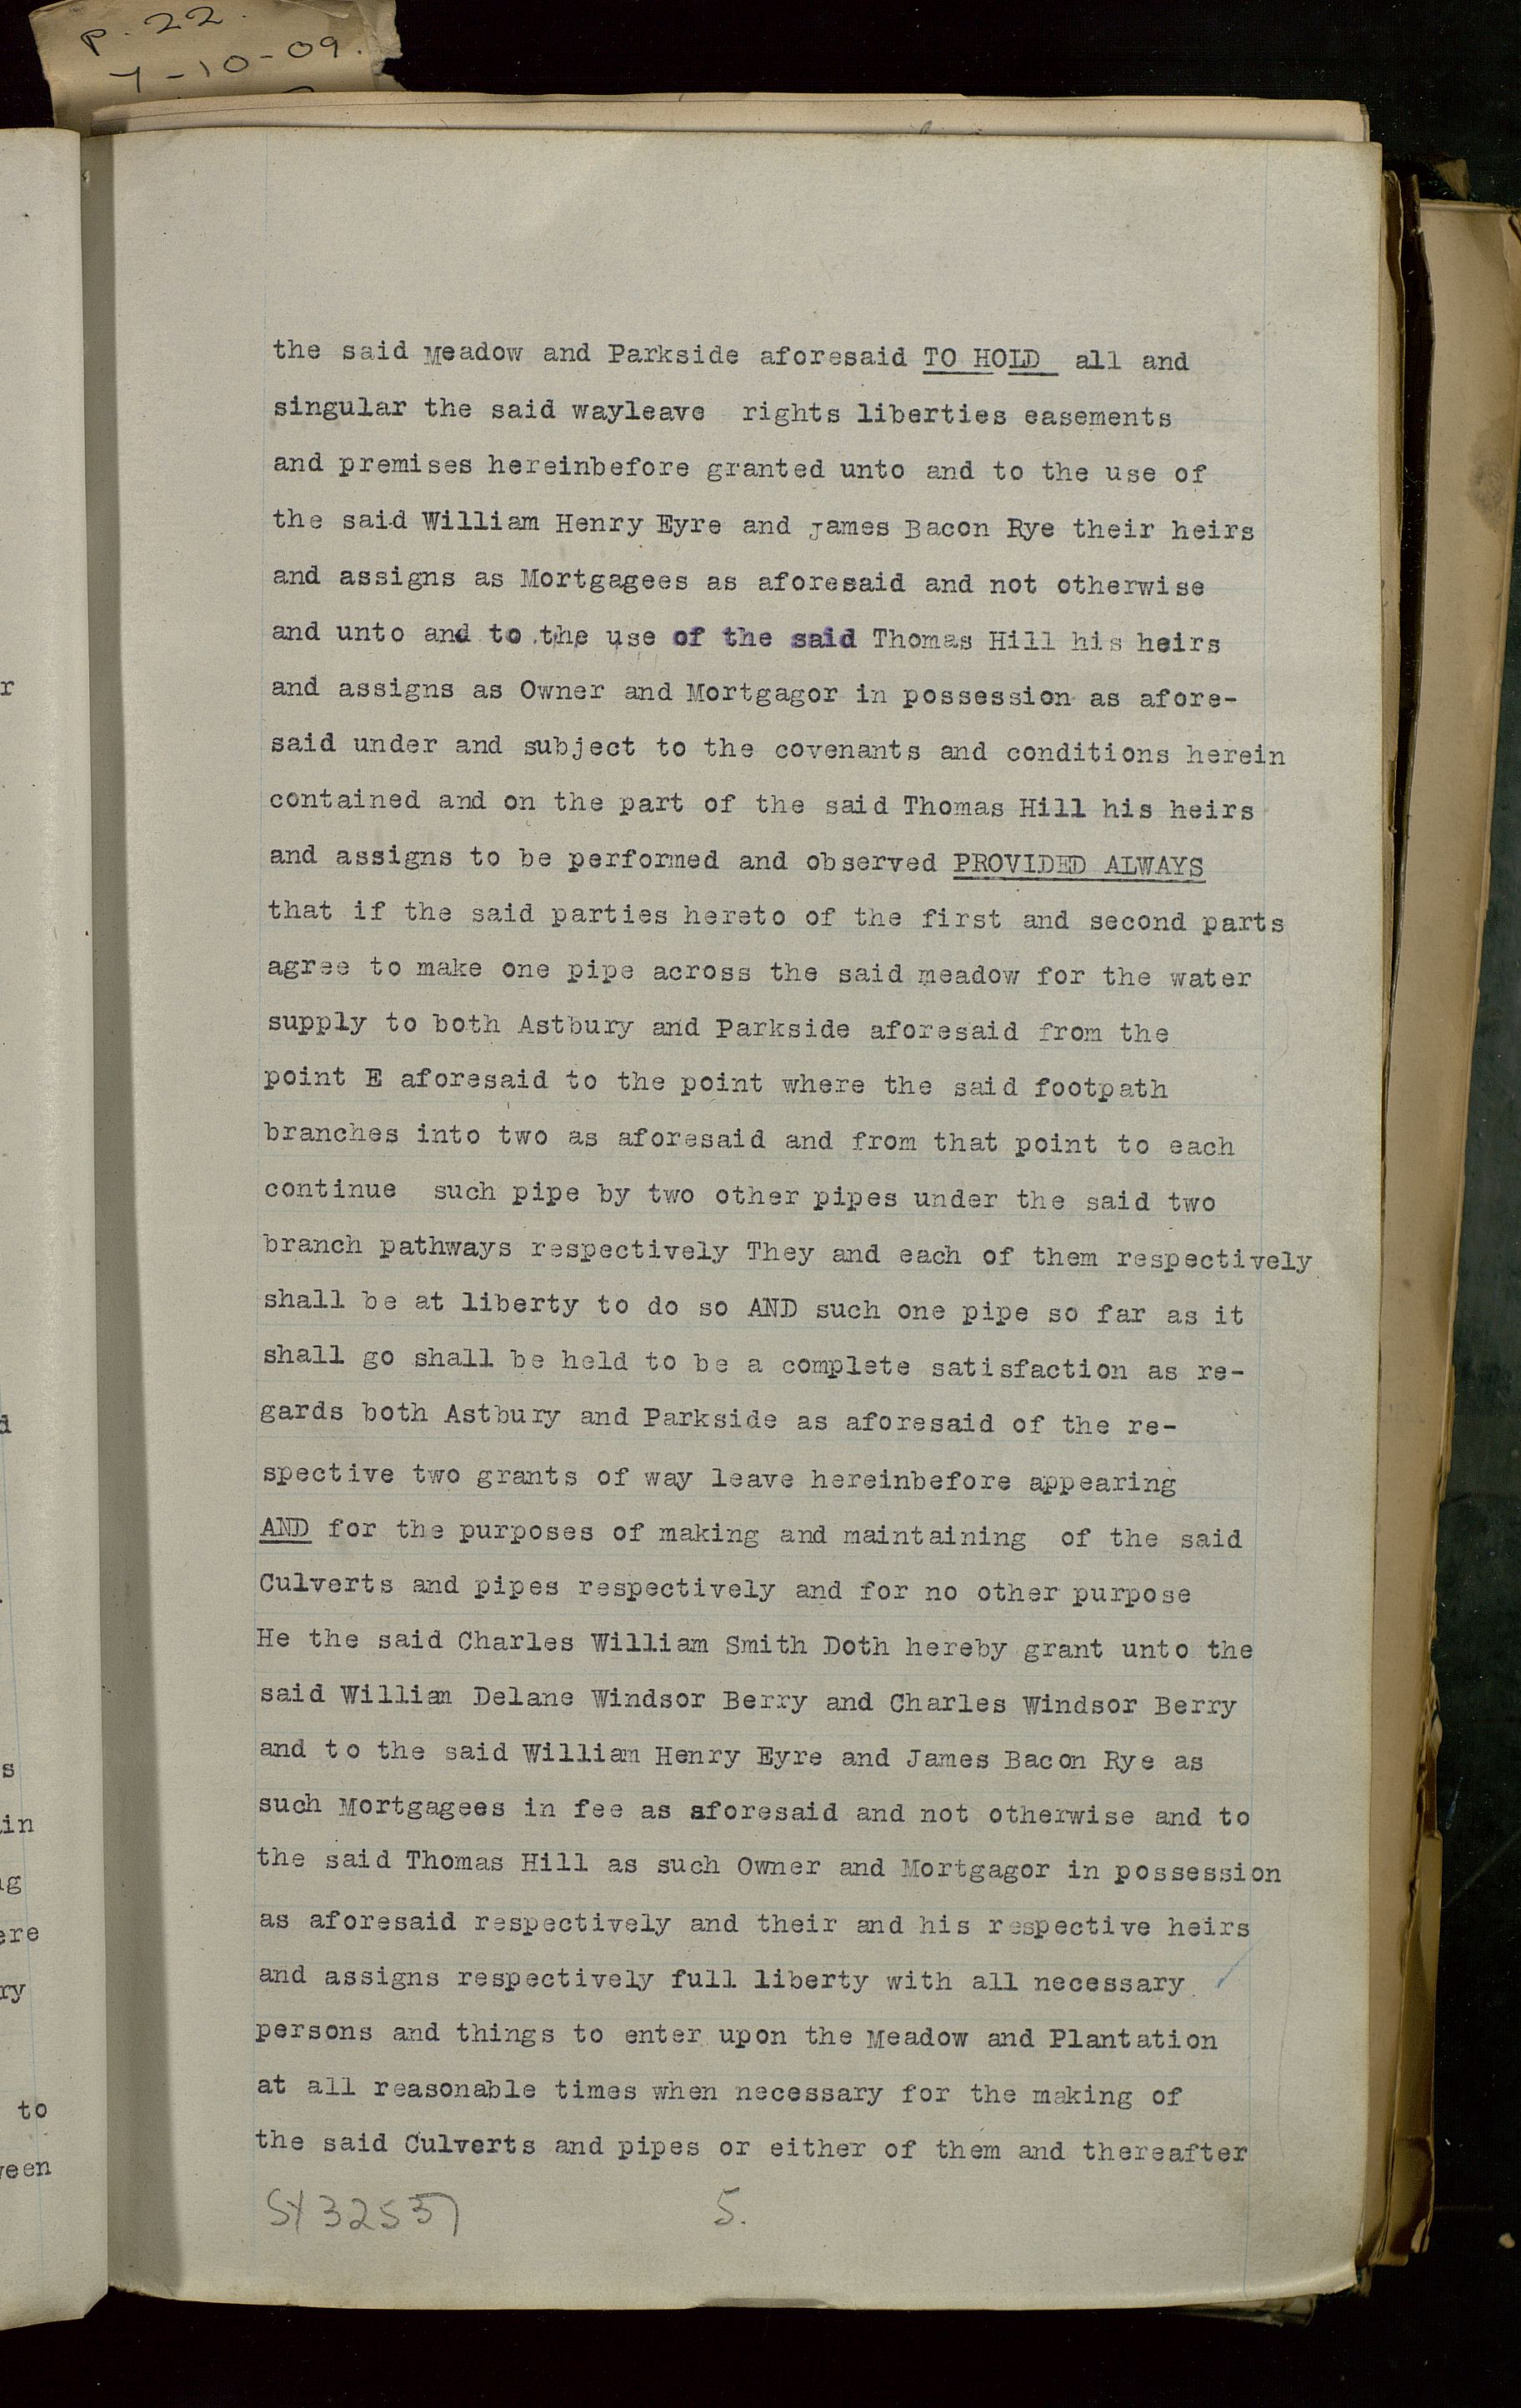 p. 22.
7-10-09.
the said Meadow and Parkside aforesaid TO HOLD all and
singular the said wayleave rights liberties easements
and premises hereinbefore granted unto and to the use of
the said William Henry Eyre and James Bacon Rye their heirs
and assigns as Mortgagees as aforesaid and not otherwise
and unto and to the use of the said Thomas Hill his heirs
and assigns as Owner and Mortgagor in possession as afore-
said under and subject to the covenants and conditions herein
contained and on the part of the said Thomas Hill his heirs
and assigns to be performed and observed PROVIDED ALWAYS
that if the said parties hereto of the first and second parts
agree to make one pipe across the said meadow for the water
supply to both Astbury and Parkside aforesaid from the
point E aforesaid to the point where the said footpath
branches into two as aforesaid and from that point to each
continue such pipe by two other pipes under the said two
branch pathways respectively They and each of them respectively
shall be at liberty to do so AND such one pipe so far as it
shall go shall be held to be a complete satisfaction as re-
gards both Astbury and Parkside as aforesaid of the re-
spective two grants of way leave hereinbefore appearing
AND for the purposes of making and maintaining of the said
Culverts and pipes respectively and for no other purpose
He the said Charles William Smith Doth hereby grant unto the
said William Delane Windsor Berry and Charles Windsor Berry
and to the said William Henry Eyre and James Bacon Rye as
such Mortgagees in fee as aforesaid and not otherwise and to
the said Thomas Hill as such Owner and Mortgagor in possession
as aforesaid respectively and their and his respective heirs
and assigns respectively full liberty with all necessary
persons and things to enter upon the Meadow and Plantation
at all reasonable times when necessary for the making of
the said Culverts and pipes or either of them and thereafter
SY32537
5.
r
d
s
in
g
ere
ry
to
ween